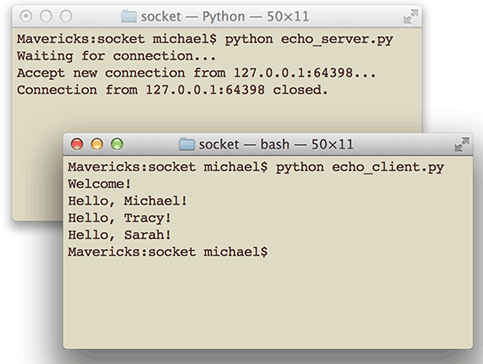 socket — Python — 50×11
Mavericks:socket michael$ python echo_server.py
Waiting for connection...
Accept new connection from 127.0.0.1:64398...
Connection from 127.0.0.1:64398 closed.
socket — bash — 50×11
Mavericks:socket michael$ python echo_client.py
Welcome!
Hello, Michael!
Hello, Tracy!
Hello, Sarah!
Mavericks:socket michael$